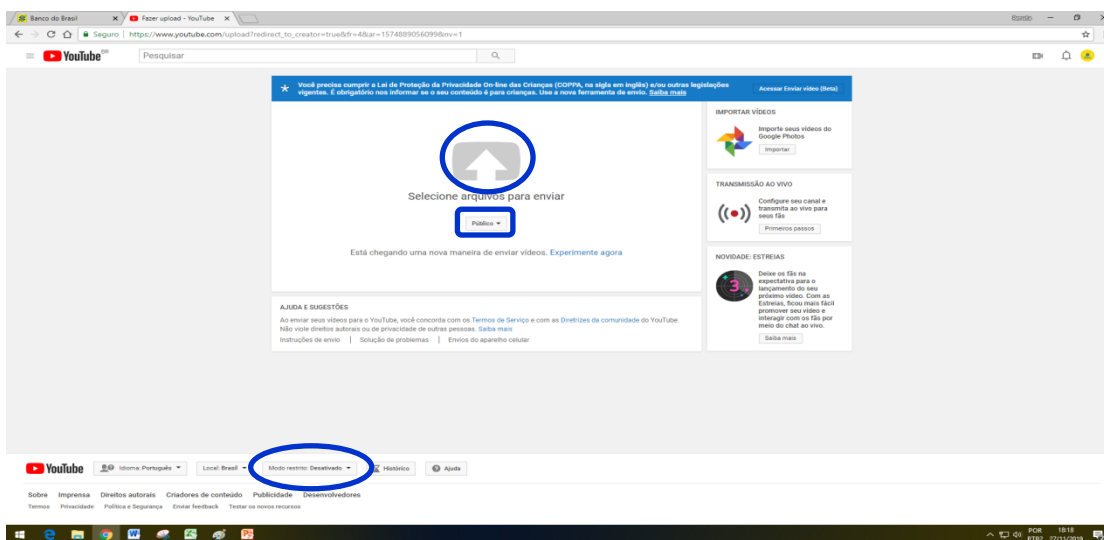 Banco do Brasil
Fazer upload - YouTube
Seguro | https://www.youtube.com/upload?redirect_to_creator=true&fr=4&ar=1574889056099&nv=1
YouTube BR
Pesquisar
Você precisa cumprir a Lei de Proteção da Privacidade On-line das Crianças (COPPA, na sigla em inglês) e/ou outras legislações
vigentes. É obrigatório nos informar se o seu conteúdo é para crianças. Use a nova ferramenta de envio. Saiba mais
Acessar Enviar vídeo (Beta)
Selecione arquivos para enviar
Público
Está chegando uma nova maneira de enviar vídeos. Experimente agora
IMPORTAR VÍDEOS
Importe seus vídeos do
Google Photos
Importar
TRANSMISSÃO AO VIVO
Configure seu canal e
transmita ao vivo para
seus fãs
Primeiros passos
NOVIDADE: ESTREIAS
3
Deixe os fãs na
expectativa para o
lançamento do seu
próximo vídeo. Com as
Estreias, ficou mais fácil
promover seu vídeo e
interagir com os fãs por
meio do chat ao vivo.
Saiba mais
AJUDA E SUGESTÕES
Ao enviar seus vídeos para o YouTube, você concorda com os Termos de Serviço e com as Diretrizes da comunidade do YouTube.
Não viole direitos autorais ou de privacidade de outras pessoas. Saiba mais
Instruções de envio | Solução de problemas | Envios do aparelho celular
YouTube
Idioma: Português
Local: Brasil
Modo restrito: Desativado
Histórico
Ajuda
Sobre Imprensa Direitos autorais Criadores de conteúdo Publicidade Desenvolvedores
Termos Privacidade Política e Segurança Enviar feedback Testar os novos recursos
POR 18:18
PTB2 27/11/2019